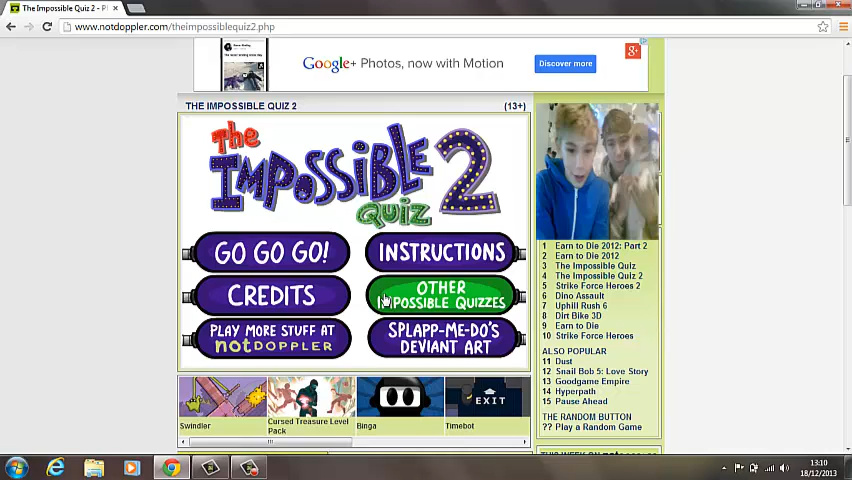 The Impossible Quiz 2 - P
www.notdoppler.com/theimpossiblequiz2.php
Google+ Photos, now with Motion
Discover more
THE IMPOSSIBLE QUIZ 2
(13+)
The
IMPOSSIBLE 2
Quiz
GO GO GO!
INSTRUCTIONS
CREDITS
OTHER
IMPOSSIBLE QUIZZES
PLAY MORE STUFF AT
notDOPPLER
SPLAPP-ME-DO'S
DEVIANT ART
1 Earn to Die 2012: Part 2
2 Earn to Die 2012
3 The Impossible Quiz
4 The Impossible Quiz 2
5 Strike Force Heroes 2
6 Dino Assault
7 Uphill Rush 6
8 Dirt Bike 3D
9 Earn to Die
10 Strike Force Heroes
ALSO POPULAR
11 Dust
12 Snail Bob 5: Love Story
13 Goodgame Empire
14 Hyperpath
15 Pause Ahead
THE RANDOM BUTTON
?? Play a Random Game
EXIT
Swindler
Cursed Treasure Level
Pack
Binga
Timebot
13:10
18/12/2013